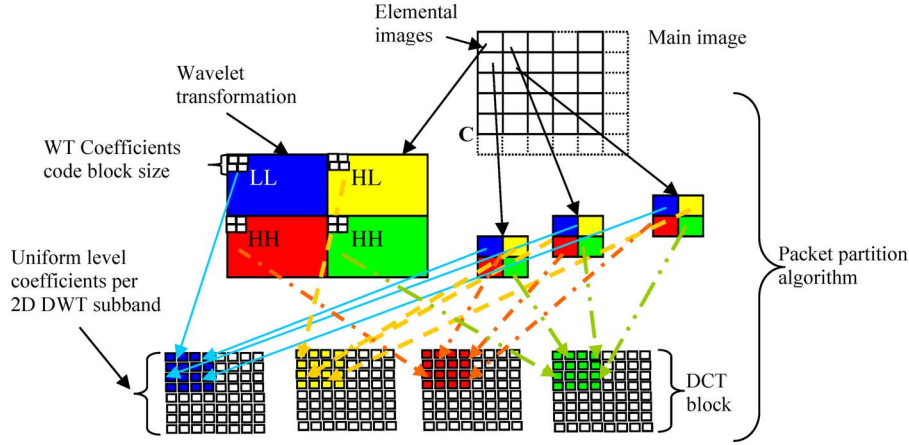 Elemental
images
Main image
Wavelet
transformation
C
WT Coefficients
code block size
LL
HL
HH
HH
Uniform level
coefficients per
2D DWT subband
Packet partition
algorithm
DCT
block